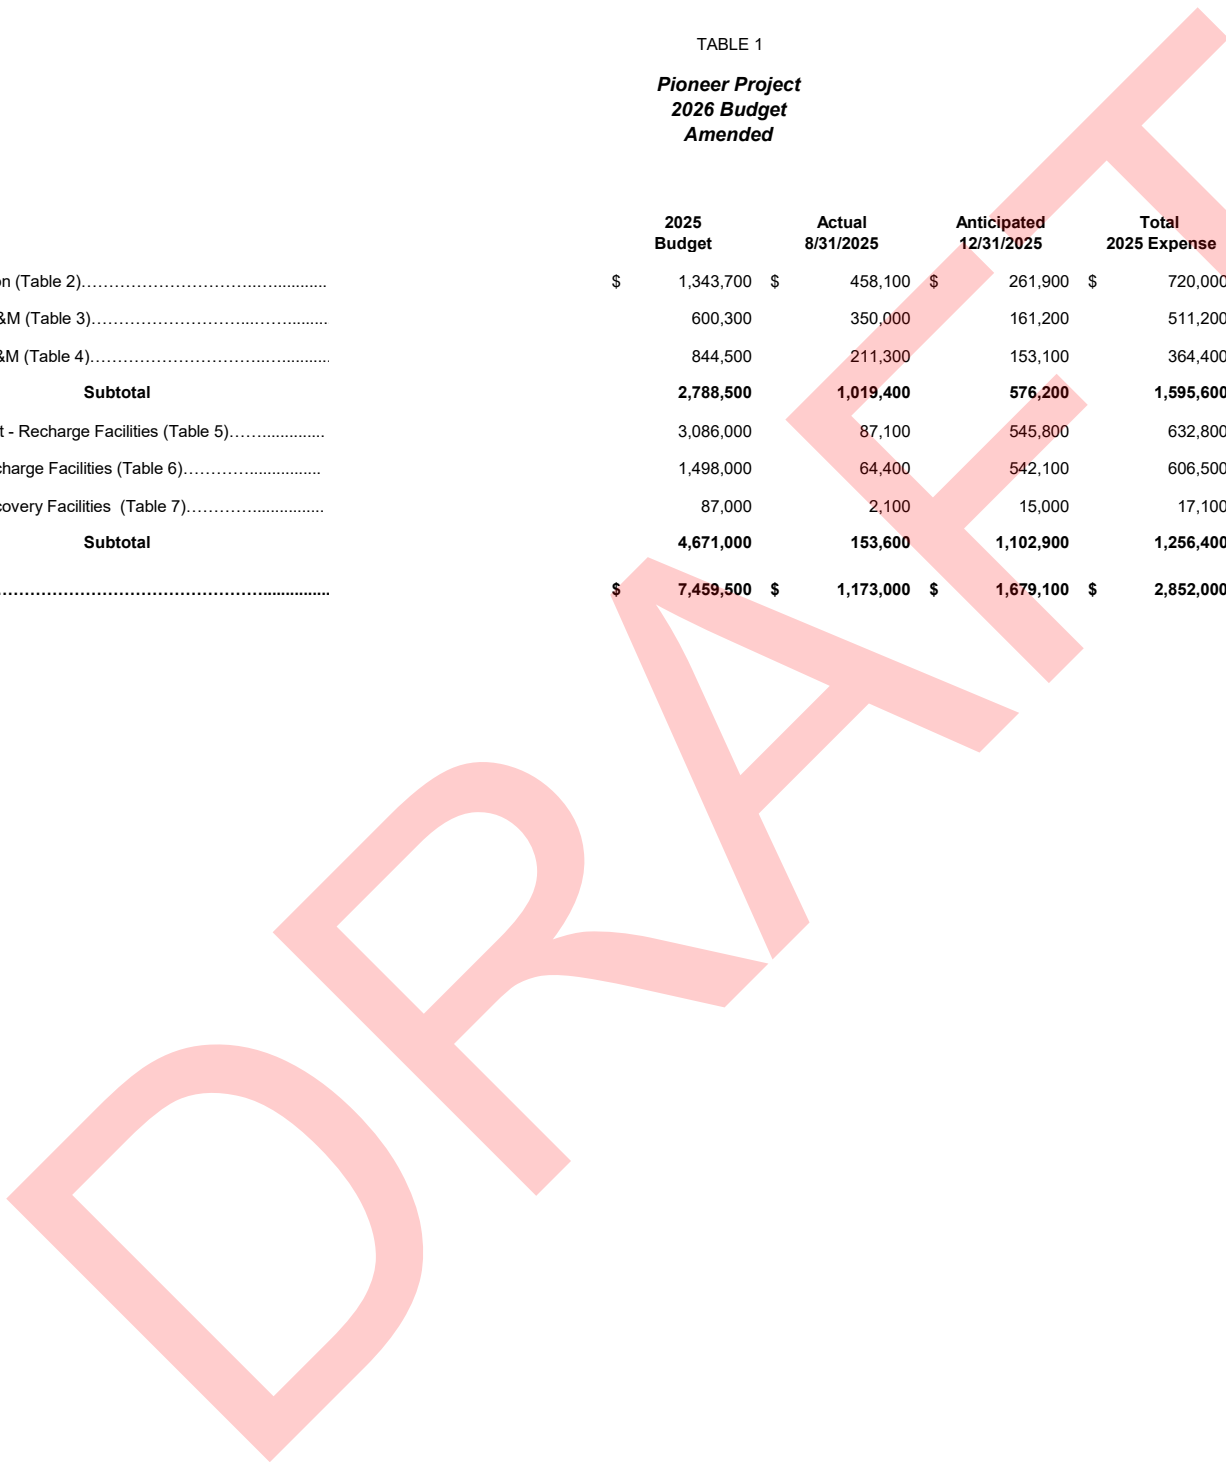 TABLE 1
Pioneer Project
2026 Budget
Amended
2025 Actual Anticipated Total
Budget 8/31/2025 12/31/2025 2025 Expense
(Table 2)……………………………..….............. $ 1,343,700 $ 458,100 $ 261,900 $ 720,000
&M (Table 3)………………………...……......... 600,300 350,000 161,200 511,200
&M (Table 4)…………………………..….......... 844,500 211,300 153,100 364,400
Subtotal 2,788,500 1,019,400 576,200 1,595,600
- Recharge Facilities (Table 5)……............. 3,086,000 87,100 545,800 632,800
Facilities (Table 6)…………............... 1,498,000 64,400 542,100 606,500
Facilities (Table 7)…………............... 87,000 2,100 15,000 17,100
Subtotal 4,671,000 153,600 1,102,900 1,256,400
…………………………………………............... $ 7,459,500 $ 1,173,000 $ 1,679,100 $ 2,852,000
DRAFT